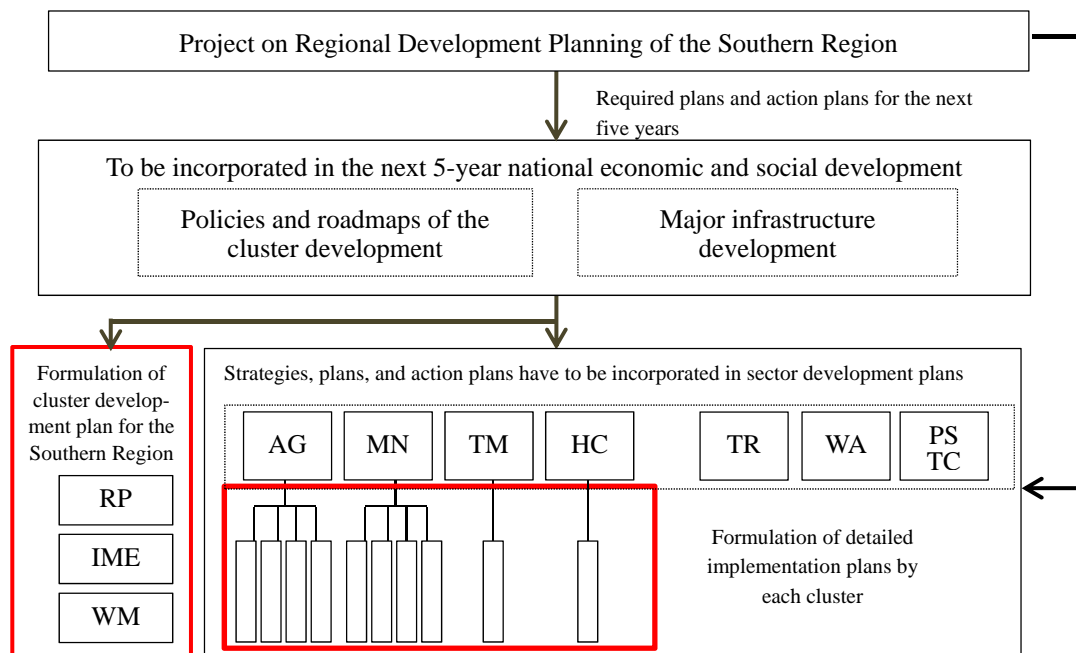 Project on Regional Development Planning of the Southern Region
Required plans and action plans for the next
five years
To be incorporated in the next 5-year national economic and social development
Policies and roadmaps of the
cluster development
Major infrastructure
development
Formulation of
cluster develop-
ment plan for the
Southern Region
RP
IME
WM
Strategies, plans, and action plans have to be incorporated in sector development plans
AG
MN
TM
HC
TR
WA
PS
TC
Formulation of detailed
implementation plans by
each cluster